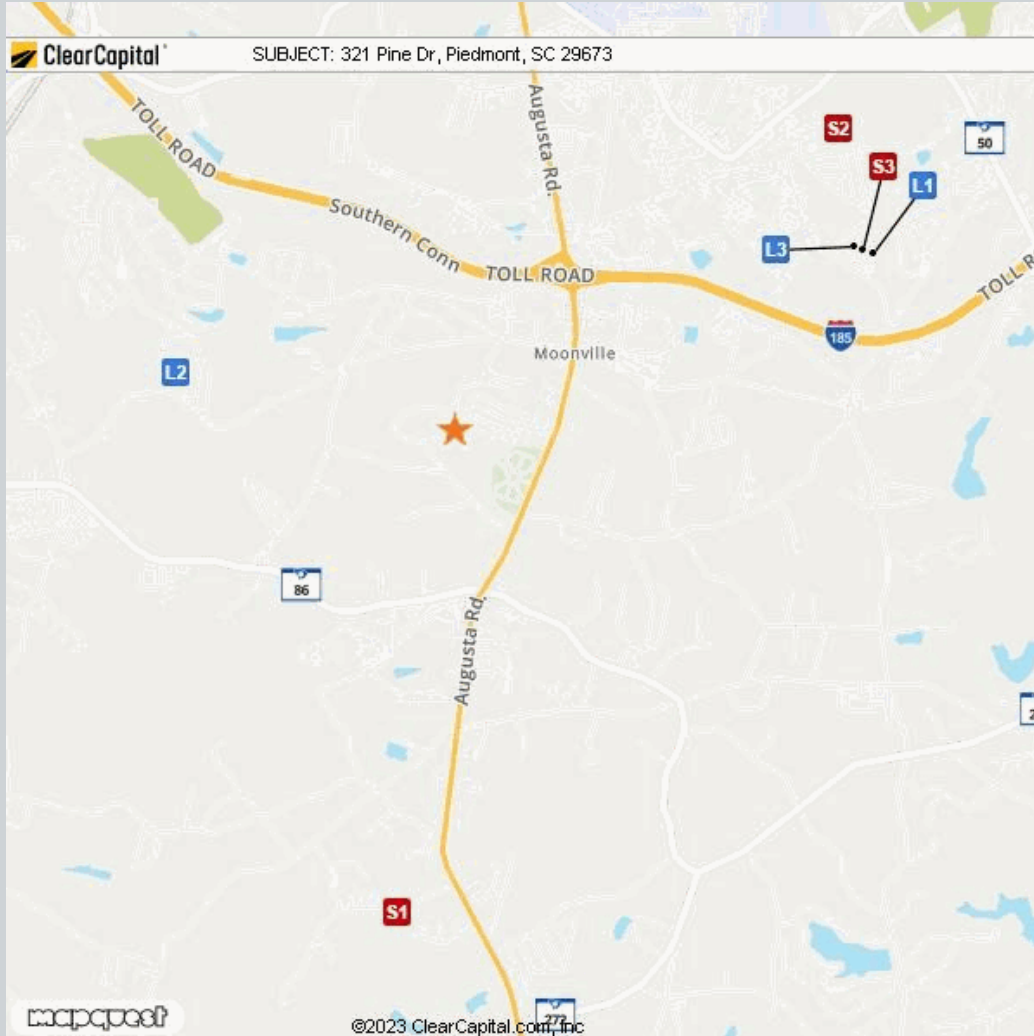 ClearCapital
SUBJECT: 321 Pine Dr, Piedmont, SC 29673
TOLL ROAD
Augusta Rd.
S2
50
S3
L1
L3
Southern Conn
TOLL ROAD
TOLL R
185
Moonville
L2
86
Augusta Rd.
2
S1
mapquest
©2023 ClearCapital.com, Inc